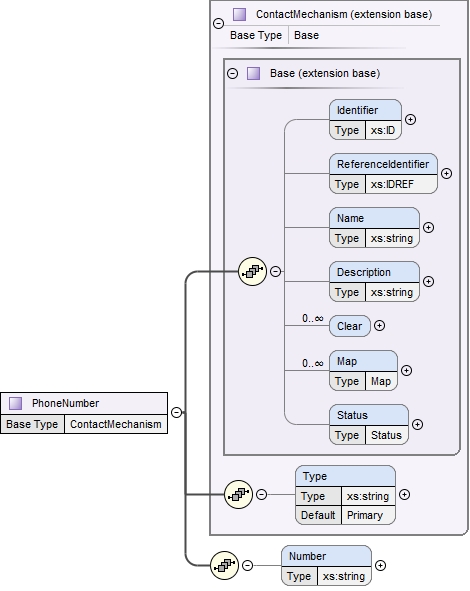 ContactMechanism (extension base)
Base Type Base
Base (extension base)
Identifier
Type xs:ID
ReferenceIdentifier
Type xs:IDREF
Name
Type xs:string
Description
Type xs:string
0..∞ Clear
0..∞ Map
Type Map
Status
Type Status
PhoneNumber
Base Type ContactMechanism
Type
Type xs:string
Default Primary
Number
Type xs:string